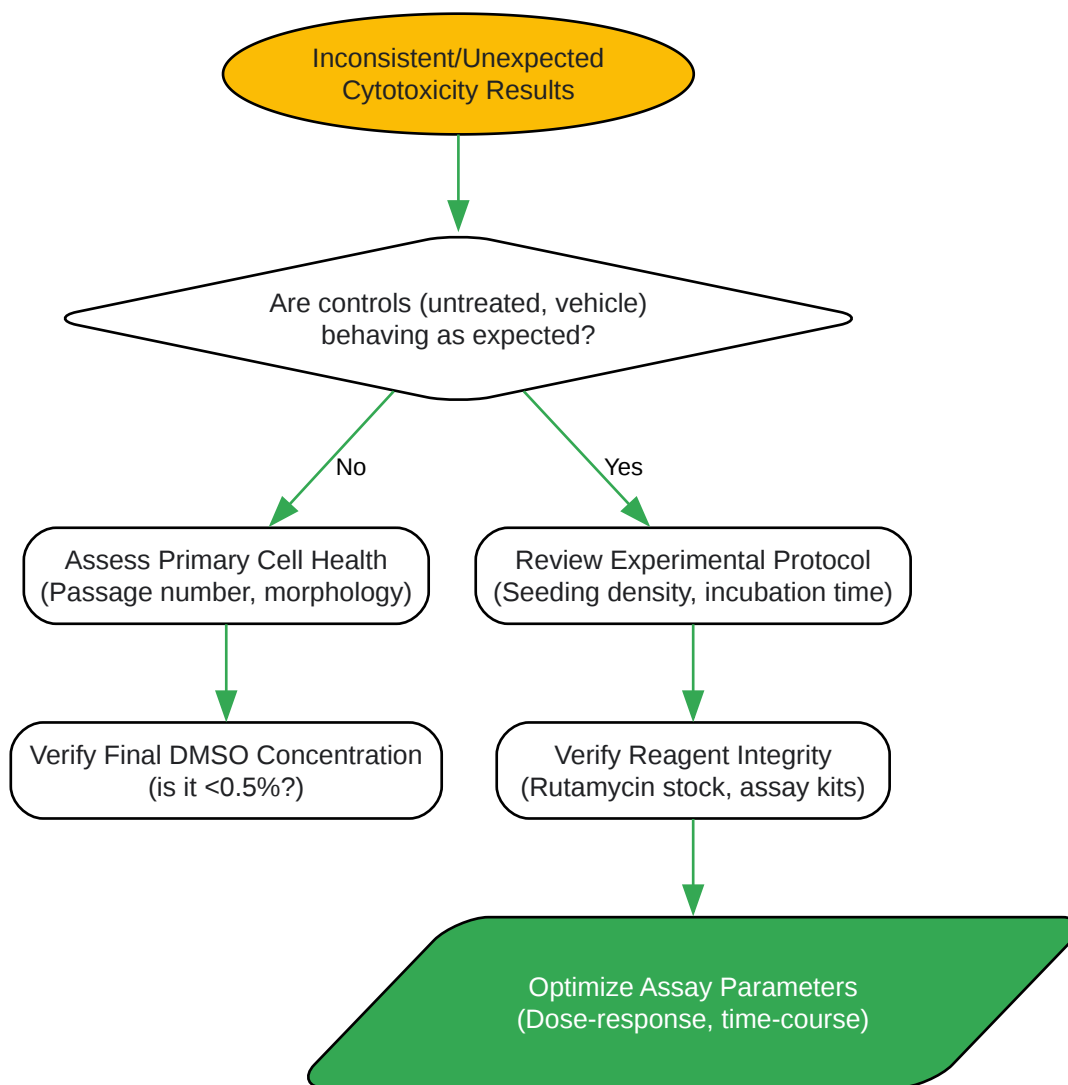 Inconsistent/Unexpected
Cytotoxicity Results
Are controls (untreated, vehicle)
behaving as expected?
No
Yes
Assess Primary Cell Health
(Passage number, morphology)
Review Experimental Protocol
(Seeding density, incubation time)
Verify Final DMSO Concentration
(is it <0.5%?)
Verify Reagent Integrity
(Rutamycin stock, assay kits)
Optimize Assay Parameters
(Dose-response, time-course)